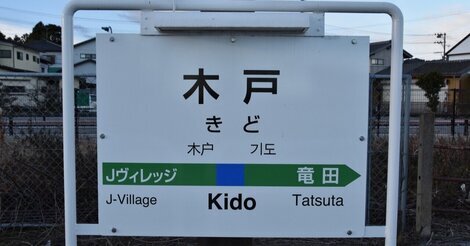 木戸
きど
木户 기도
Jヴィレッジ 竜田
J-Village Kido Tatsuta